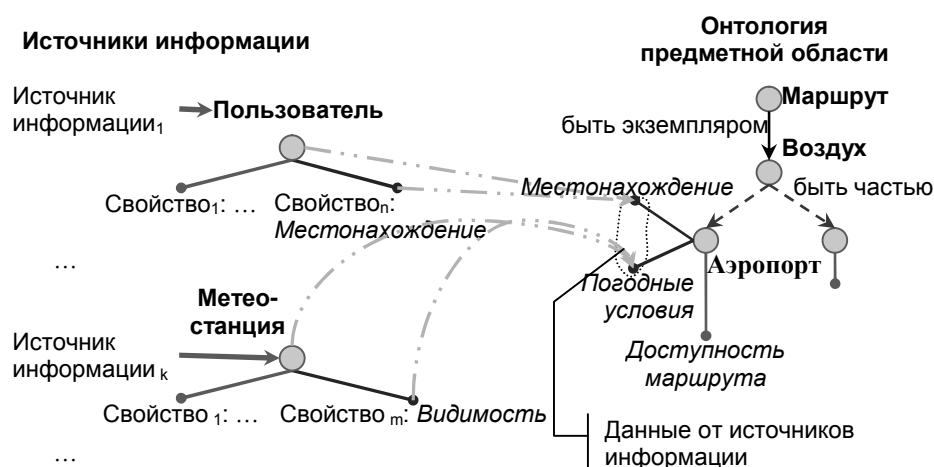 Источники информации
Онтология
предметной области
Источник
информации1
Пользователь
Маршрут
быть экземпляром
Воздух
быть частью
Местонахождение
Свойство1: …
Свойствоn:
Местонахождение
…
Аэропорт
Погодные
условия
Метео-
станция
Источник
информации k
Доступность
маршрута
Свойство 1: …
Свойство m: Видимость
Данные от источников
информации
…